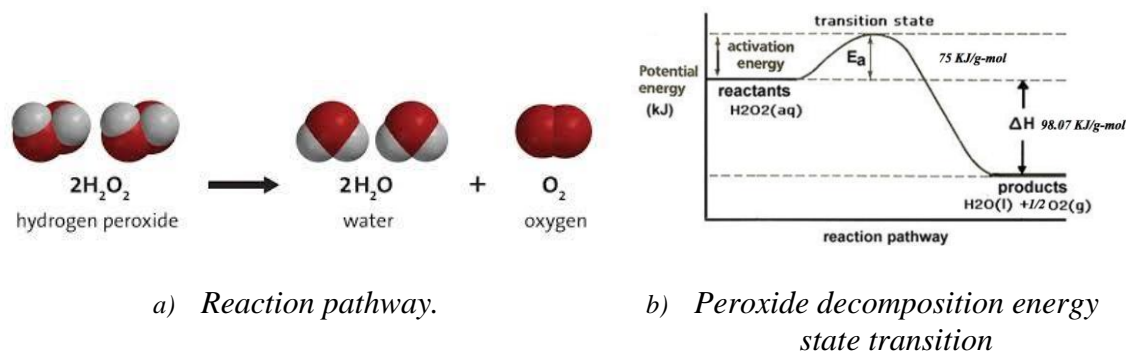 2H₂O₂
hydrogen peroxide
2H₂O
water
+
O₂
oxygen
a) Reaction pathway.
transition state
activation
energy
Ea
75 KJ/g-mol
Potential
energy
(kJ)
reactants
H2O2(aq)
ΔH 98.07 KJ/g-mol
products
H2O(l) +1/2 O2(g)
reaction pathway
b) Peroxide decomposition energy
state transition